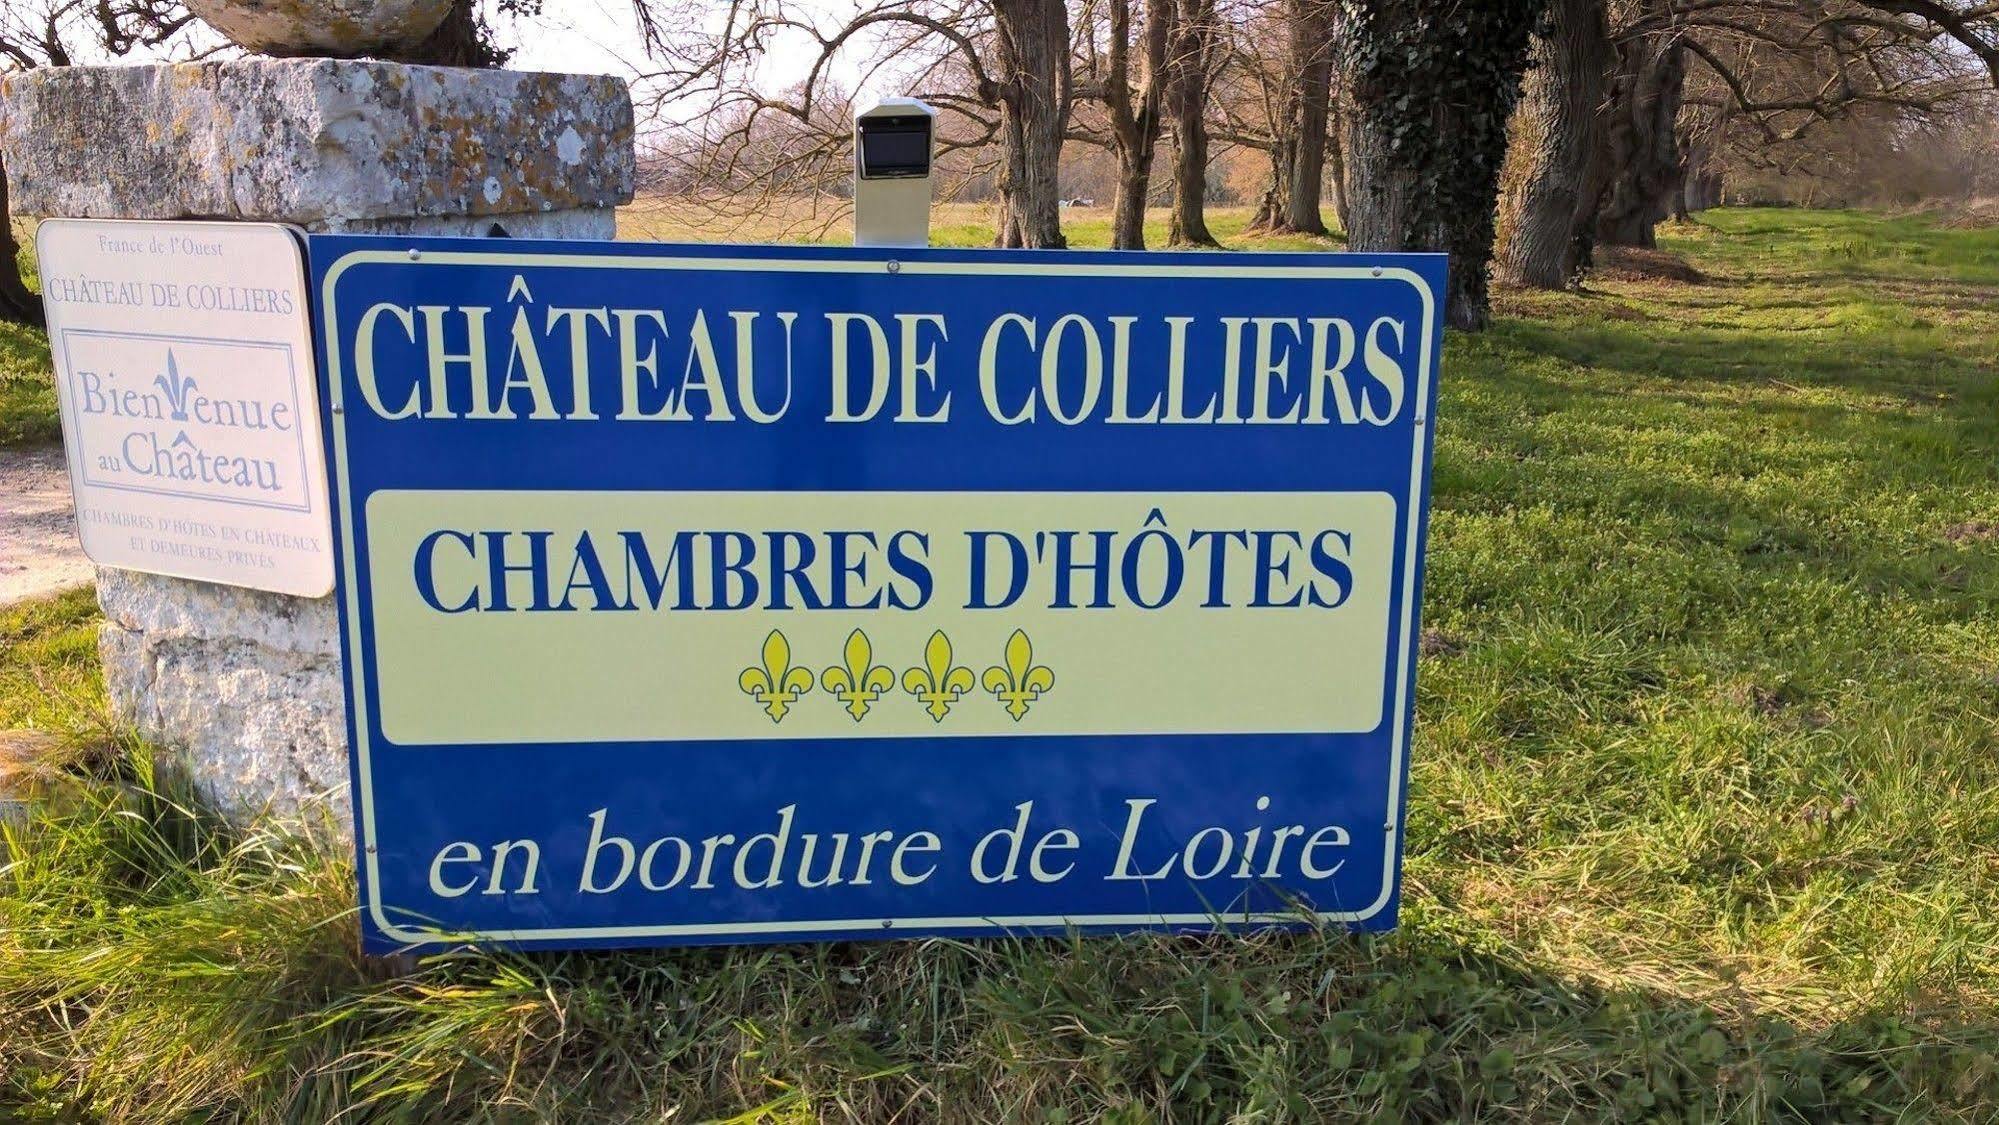 France de l'Ouest
CHÂTEAU DE COLLIERS
BienVenue
au Château
CHAMBRES D'HÔTES EN CHÂTEAUX
ET DEMEURES PRIVÉS
CHÂTEAU DE COLLIERS
CHAMBRES D'HÔTES
en bordure de Loire